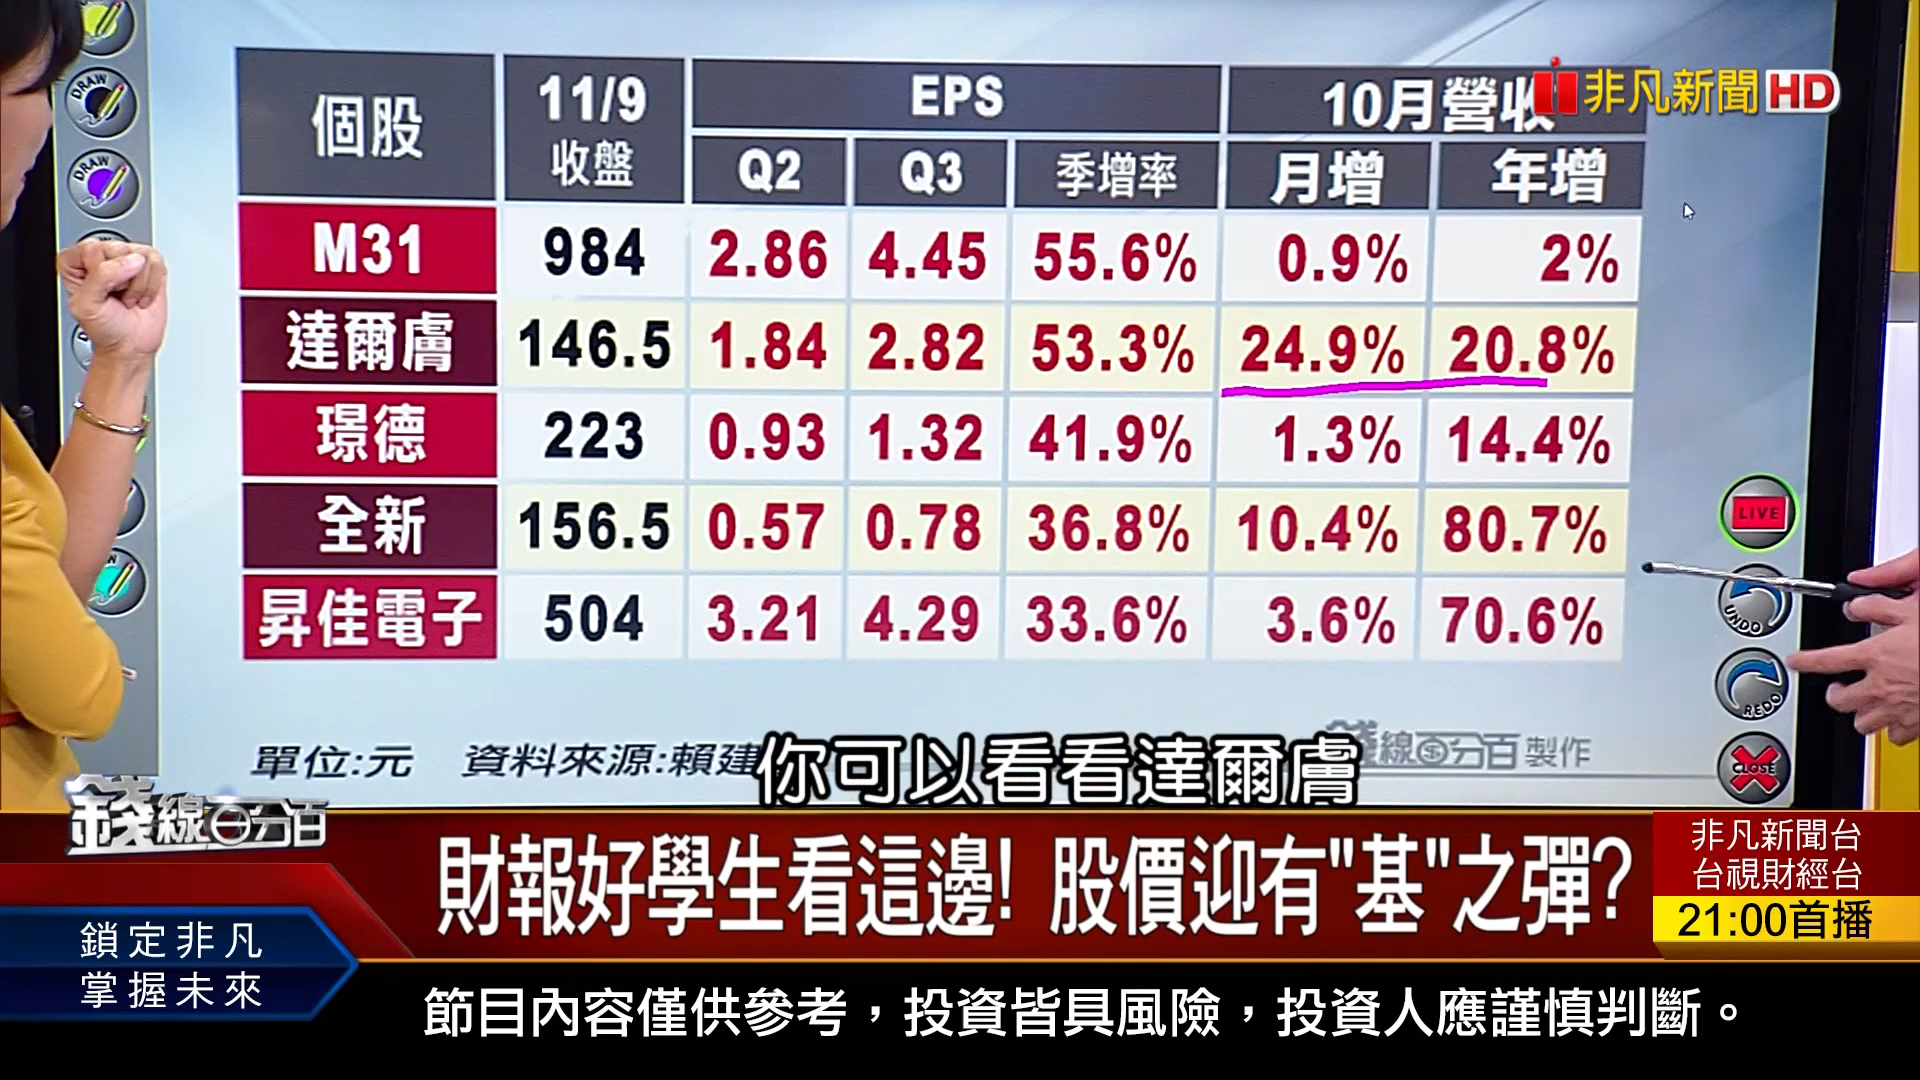 DRAW
DRAW
非凡新聞HD
個股
11/9
收盤
EPS
10月營收
Q2
Q3
季增率
月增
年增
M31 984 2.86 4.45 55.6% 0.9% 2%
達爾膚 146.5 1.84 2.82 53.3% 24.9% 20.8%
璟德 223 0.93 1.32 41.9% 1.3% 14.4%
全新 156.5 0.57 0.78 36.8% 10.4% 80.7%
昇佳電子 504 3.21 4.29 33.6% 3.6% 70.6%
LIVE
UNDO
REDO
CLOSE
單位:元 資料來源:賴建
錢線百分百製作
你可以看看達爾膚
錢線百分百
財報好學生看這邊! 股價迎有"基"之彈?
非凡新聞台
台視財經台
21:00首播
鎖定非凡
掌握未來
節目內容僅供參考，投資皆具風險，投資人應謹慎判斷。